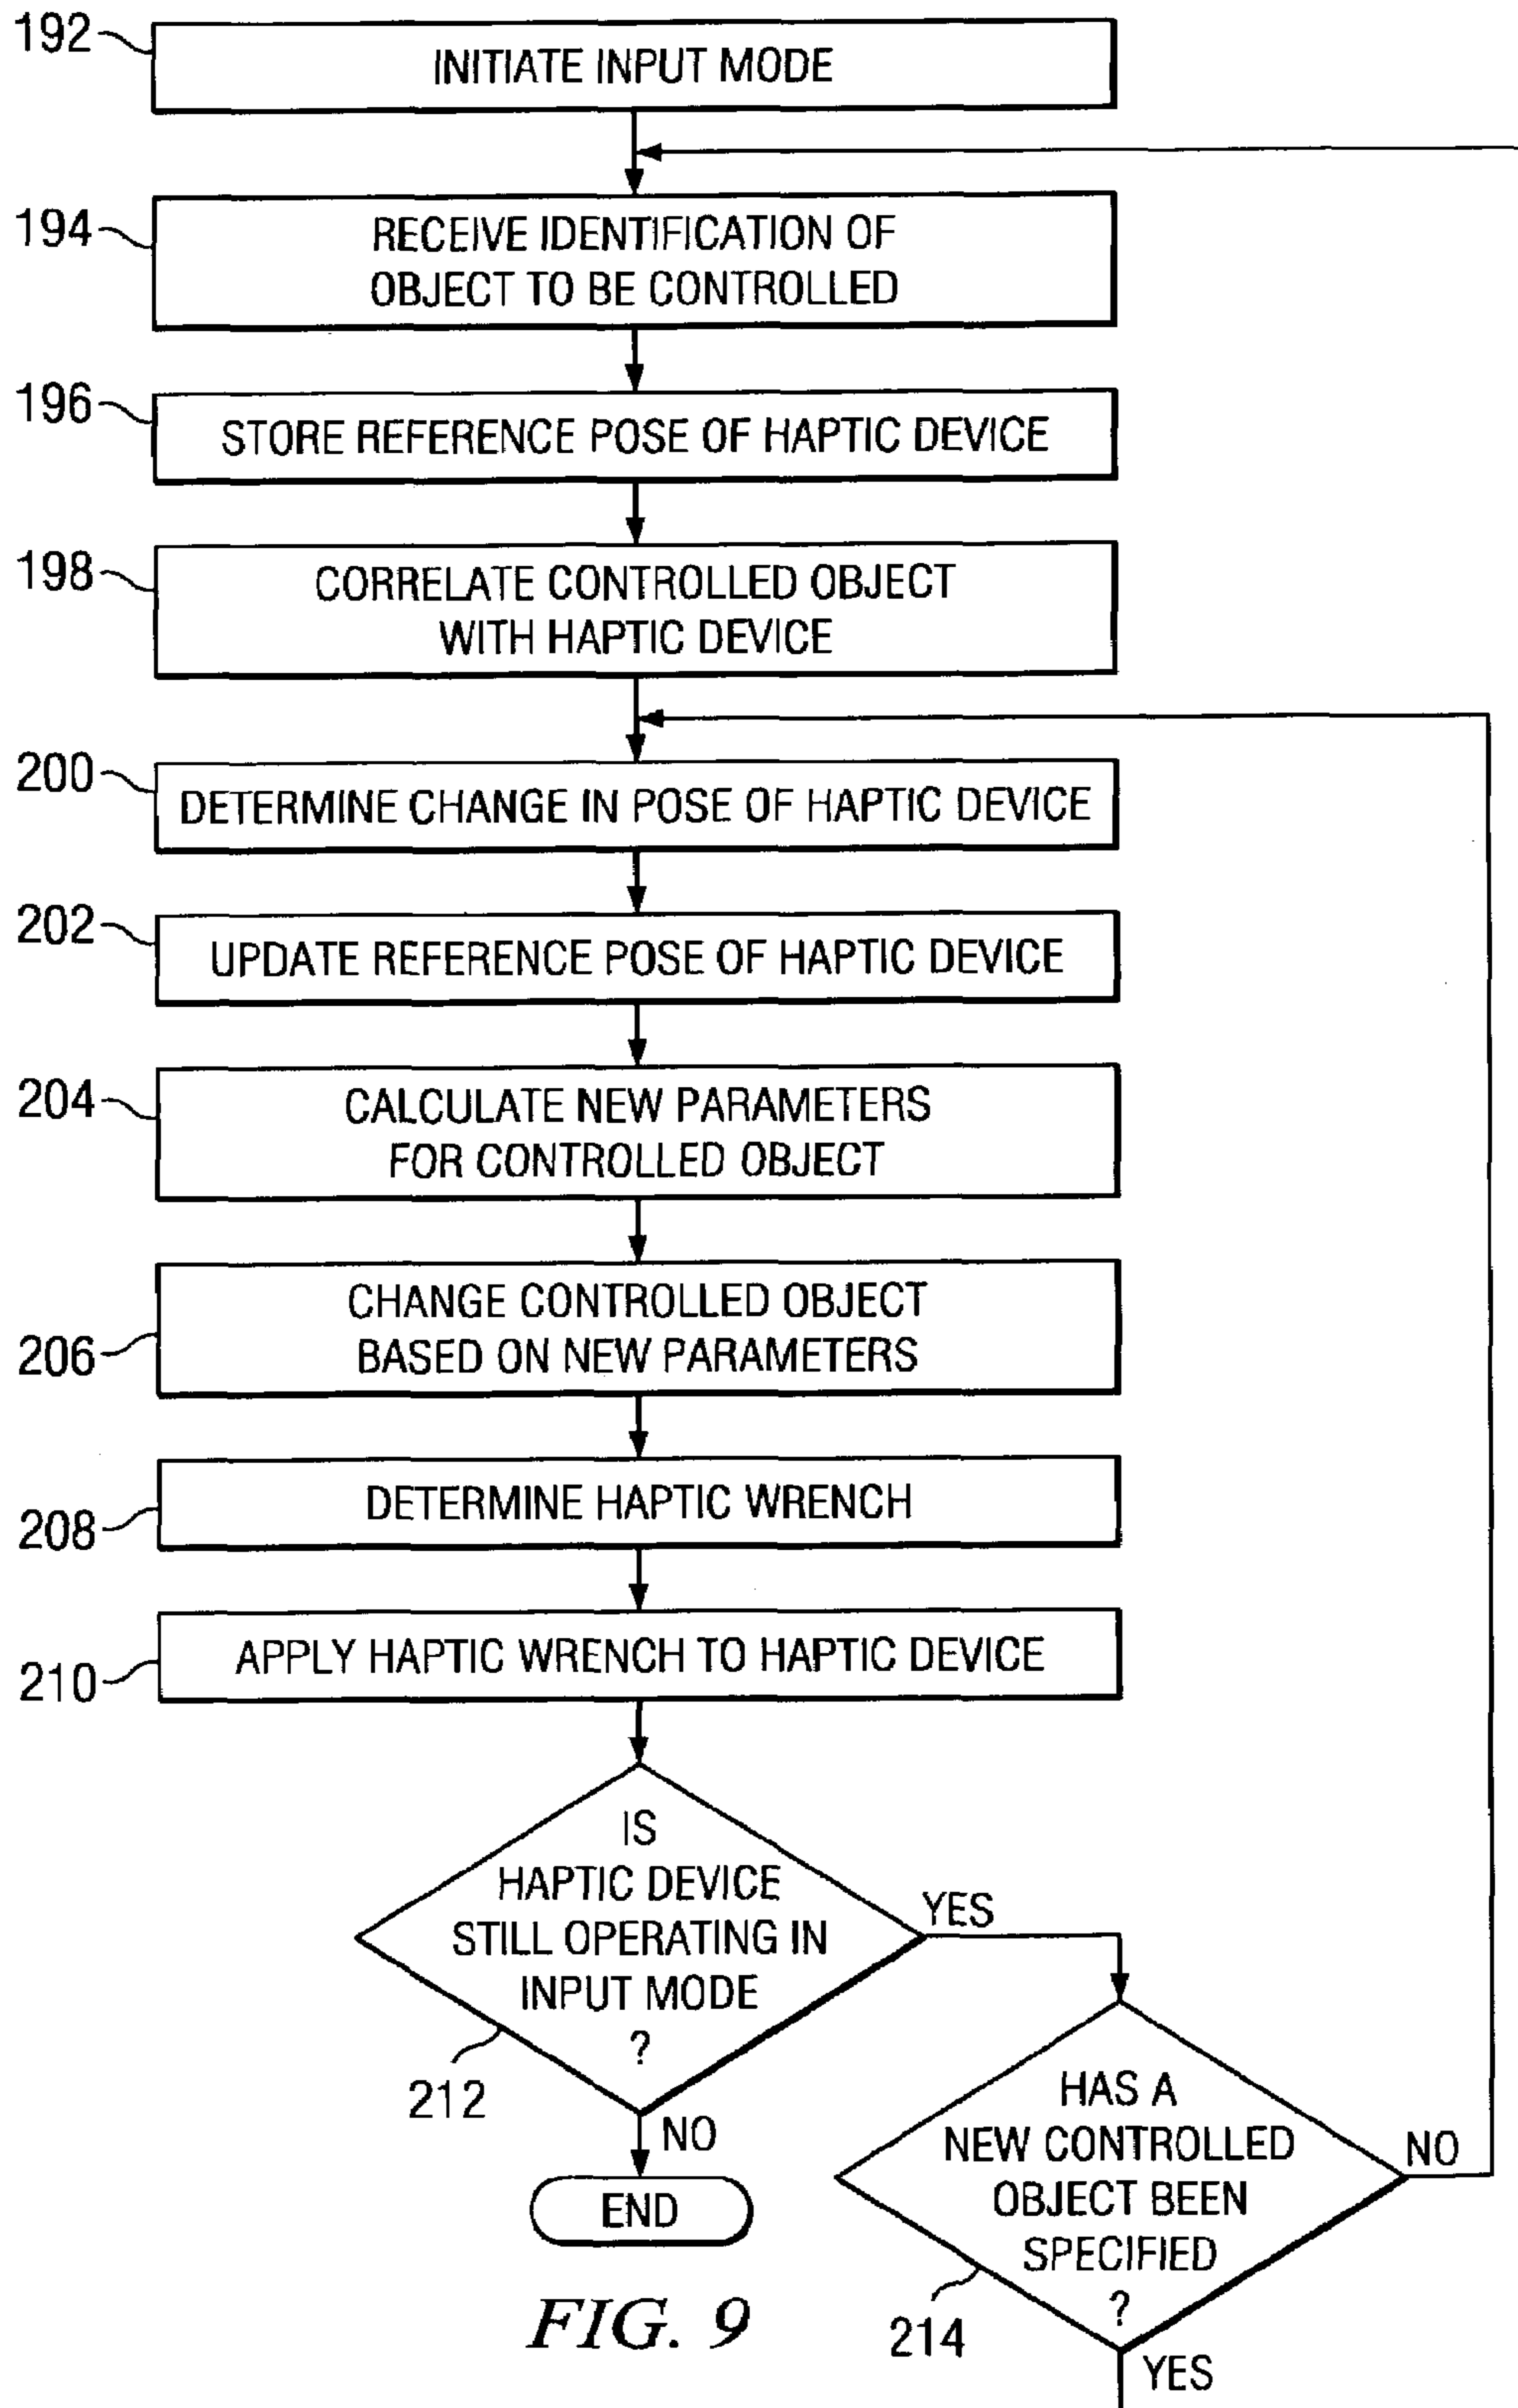 192
INITIATE INPUT MODE
194
RECEIVE IDENTIFICATION OF
OBJECT TO BE CONTROLLED
196
STORE REFERENCE POSE OF HAPTIC DEVICE
198
CORRELATE CONTROLLED OBJECT
WITH HAPTIC DEVICE
200
DETERMINE CHANGE IN POSE OF HAPTIC DEVICE
202
UPDATE REFERENCE POSE OF HAPTIC DEVICE
204
CALCULATE NEW PARAMETERS
FOR CONTROLLED OBJECT
206
CHANGE CONTROLLED OBJECT
BASED ON NEW PARAMETERS
208
DETERMINE HAPTIC WRENCH
210
APPLY HAPTIC WRENCH TO HAPTIC DEVICE
IS
HAPTIC DEVICE
STILL OPERATING IN
INPUT MODE
?
212
YES
NO
END
HAS A
NEW CONTROLLED
OBJECT BEEN
SPECIFIED
?
214
NO
YES
FIG. 9